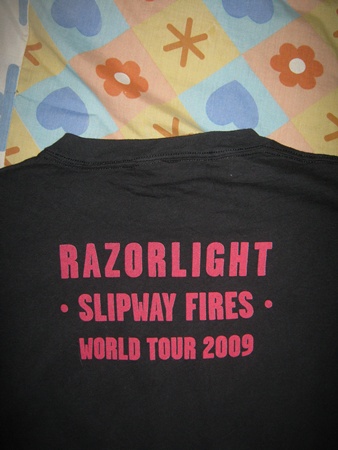 RAZORLIGHT
· SLIPWAY FIRES ·
WORLD TOUR 2009